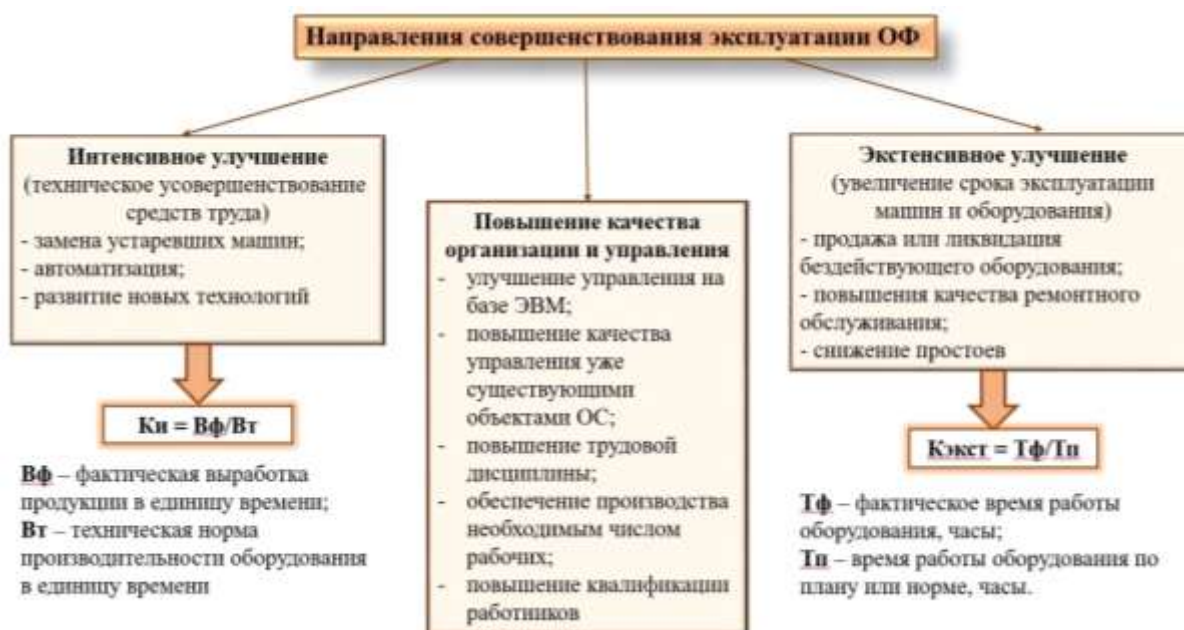 Направления совершенствования эксплуатации ОФ
Интенсивное улучшение
(техническое усовершенствование
средств труда)
- замена устаревших машин;
- автоматизация;
- развитие новых технологий
Ки = Вф/Вт
Вф – фактическая выработка
продукции в единицу времени;
Вт – техническая норма
производительности оборудования
в единицу времени
Повышение качества
организации и управления
- улучшение управления на
базе ЭВМ;
- повышение качества
управления уже
существующими
объектами ОС;
- повышение трудовой
дисциплины;
- обеспечение производства
необходимым числом
рабочих;
- повышение квалификации
работников
Экстенсивное улучшение
(увеличение срока эксплуатации
машин и оборудования)
- продажа или ликвидация
бездействующего оборудования;
- повышения качества ремонтного
обслуживания;
- снижение простоев
Кэкст = Тф/Тп
Тф – фактическое время работы
оборудования, часы;
Тп – время работы оборудования по
плану или норме, часы.